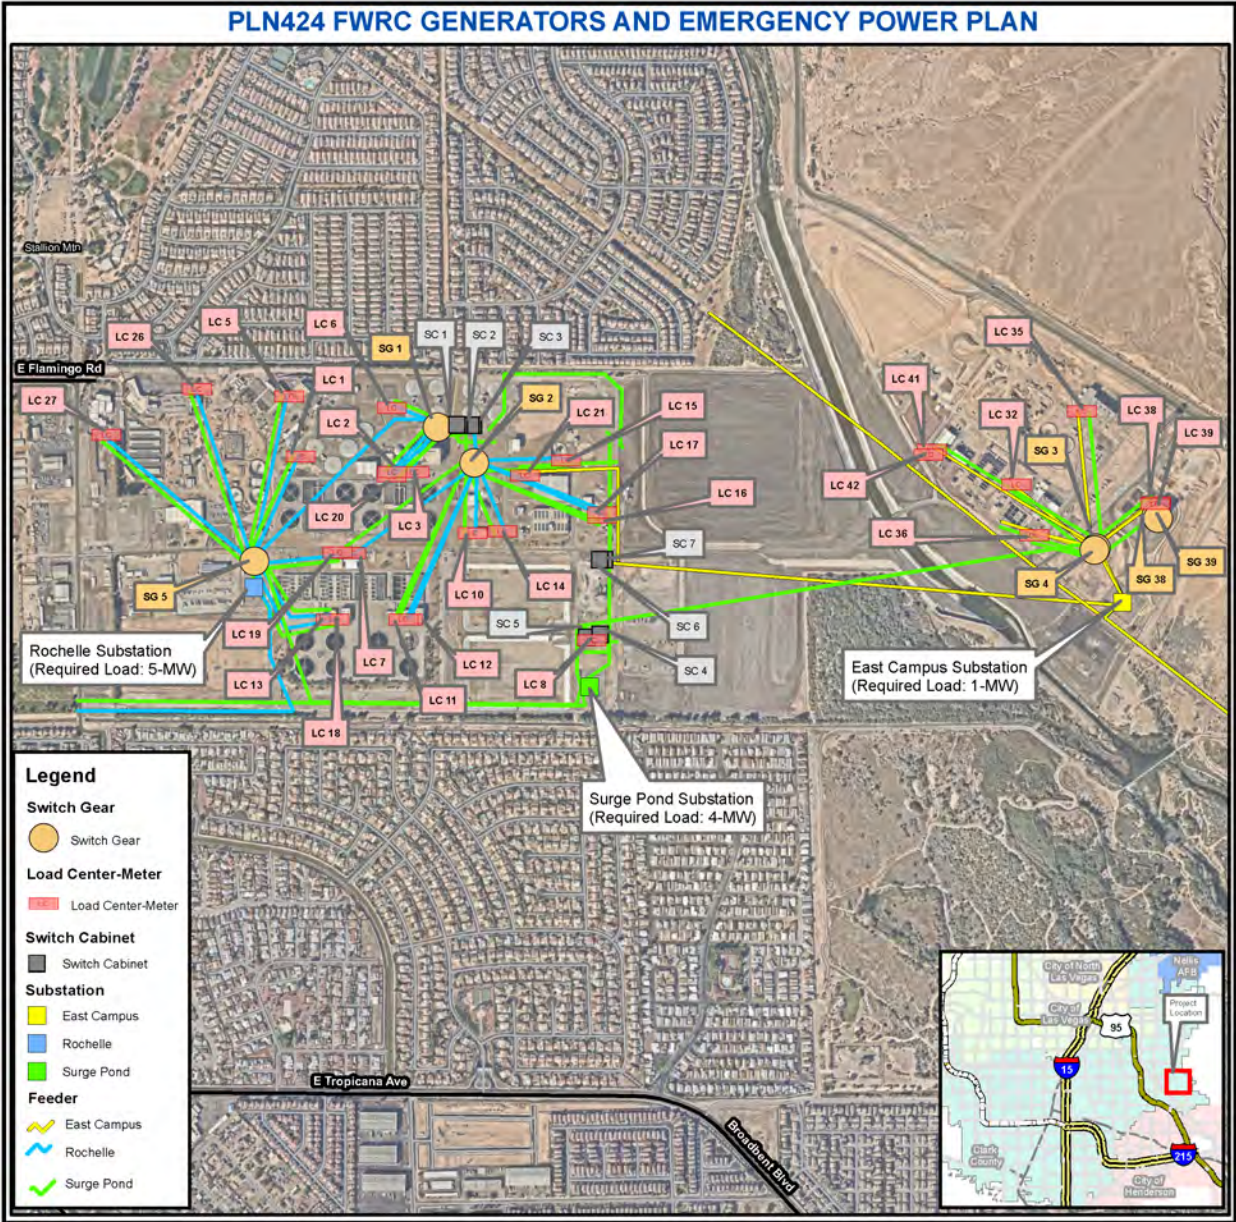 PLN424 FWRC GENERATORS AND EMERGENCY POWER PLAN
Stallion Mtn
E Flamingo Rd
LC 26
LC 5
LC 6
SG 1
SC 1
SC 2
SC 3
LC 35
LC 27
LC 1
LC 2
SG 2
LC 21
LC 15
LC 17
LC 41
LC 32
SG 3
LC 38
LC 39
LC 42
LC 20
LC 3
LC 16
LC 36
SC 7
SG 5
LC 10
LC 14
SG 4
SG 38
SG 39
LC 19
LC 7
LC 12
SC 5
SC 6
SC 4
Rochelle Substation
(Required Load: 5-MW)
LC 13
LC 11
LC 8
LC 18
East Campus Substation
(Required Load: 1-MW)
Surge Pond Substation
(Required Load: 4-MW)
Legend
Switch Gear
Switch Gear
Load Center-Meter
LC
Load Center-Meter
Switch Cabinet
Switch Cabinet
Substation
East Campus
Rochelle
Surge Pond
Feeder
East Campus
Rochelle
Surge Pond
E Tropicana Ave
Broadbent Blvd
City of North
Las Vegas
Nellis
AFB
City of
Las Vegas
95
Project
Location
15
Clark
County
215
City of
Henderson